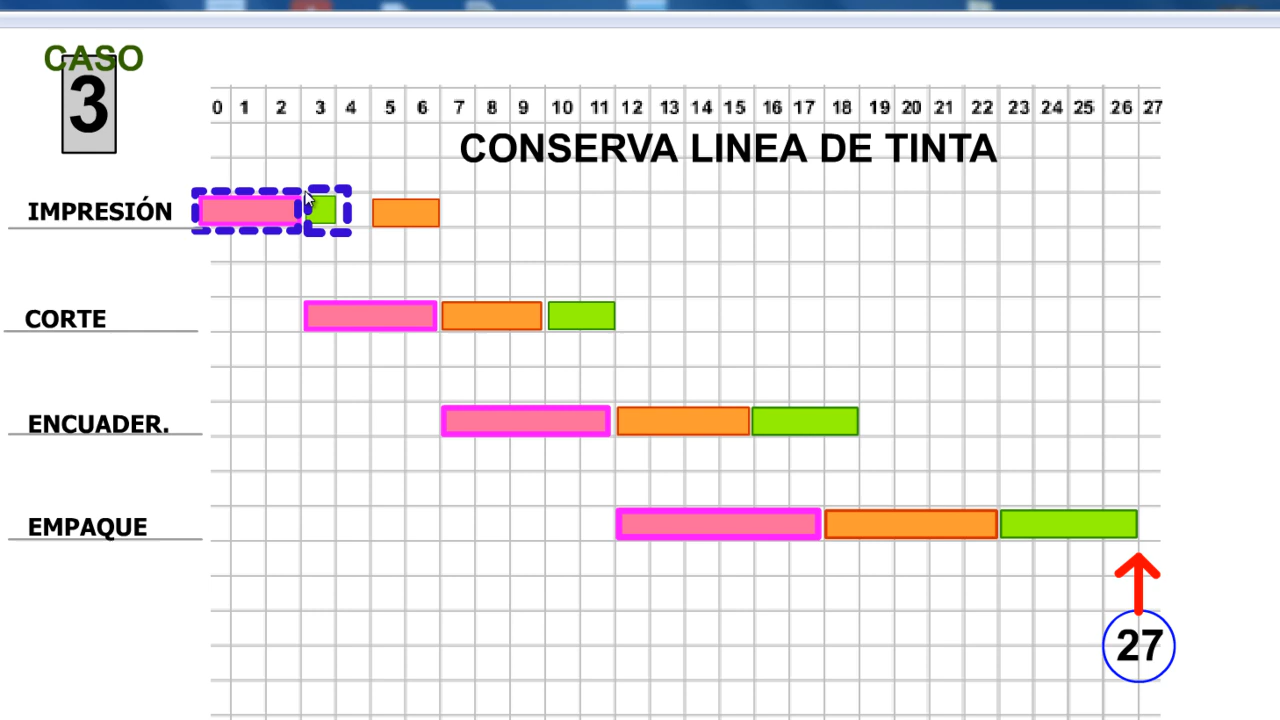 CASO
3
0 1 2 3 4 5 6 7 8 9 10 11 12 13 14 15 16 17 18 19 20 21 22 23 24 25 26 27
CONSERVA LINEA DE TINTA
IMPRESIÓN
CORTE
ENCUADER.
EMPAQUE
27